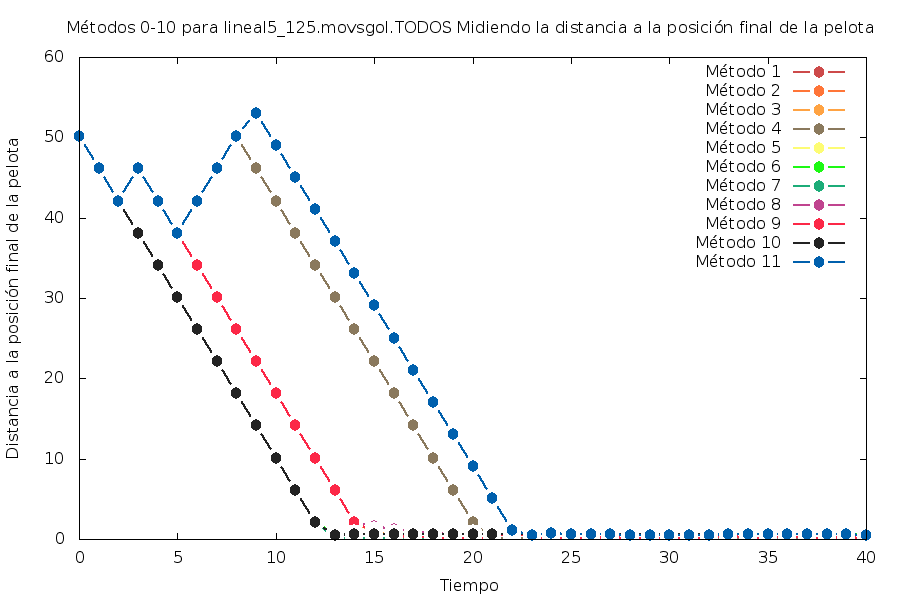 Métodos 0-10 para lineal5_125.movsgol.TODOS Midiendo la distancia a la posición final de la pelota
Distancia a la posición final de la pelota
60
50
40
30
20
10
0
Método 1
Método 2
Método 3
Método 4
Método 5
Método 6
Método 7
Método 8
Método 9
Método 10
Método 11
0 5 10 15 20 25 30 35 40
Tiempo